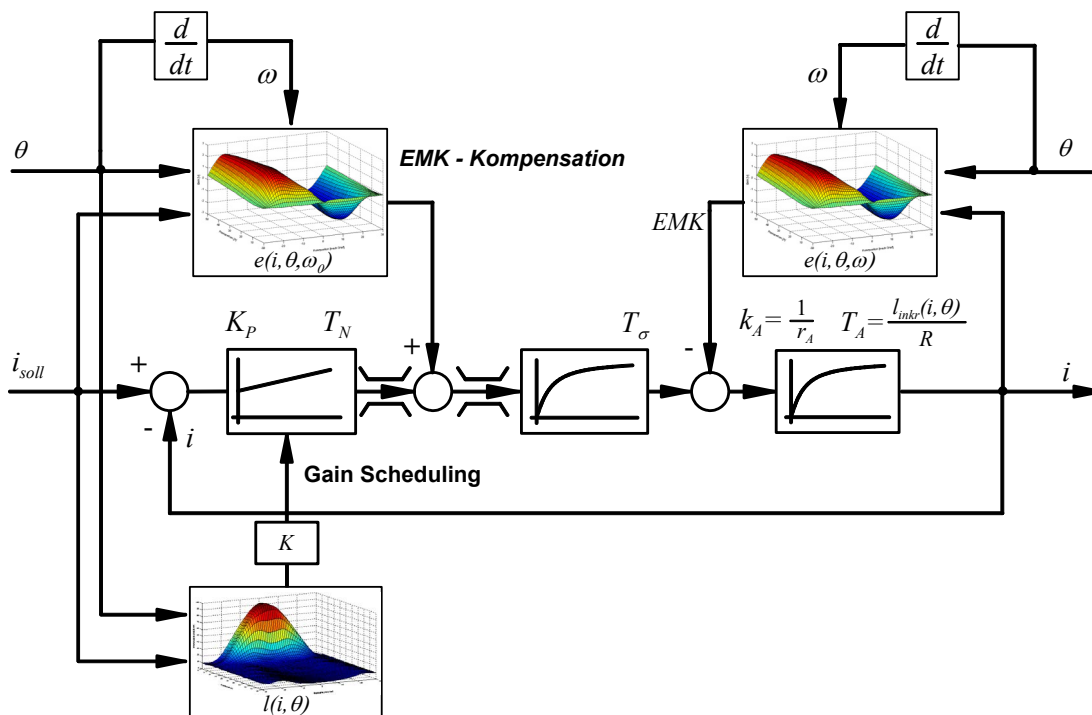 d
dt
d
dt
ω
ω
θ
θ
EMK - Kompensation
EMK
e(i,θ,ω₀)
e(i,θ,ω)
K_P
T_N
+
T_σ
-
k_A = 1/r_A
T_A = l_inkr(i,θ)/R
i_soll
+
-
i
i
Gain Scheduling
K
l(i,θ)